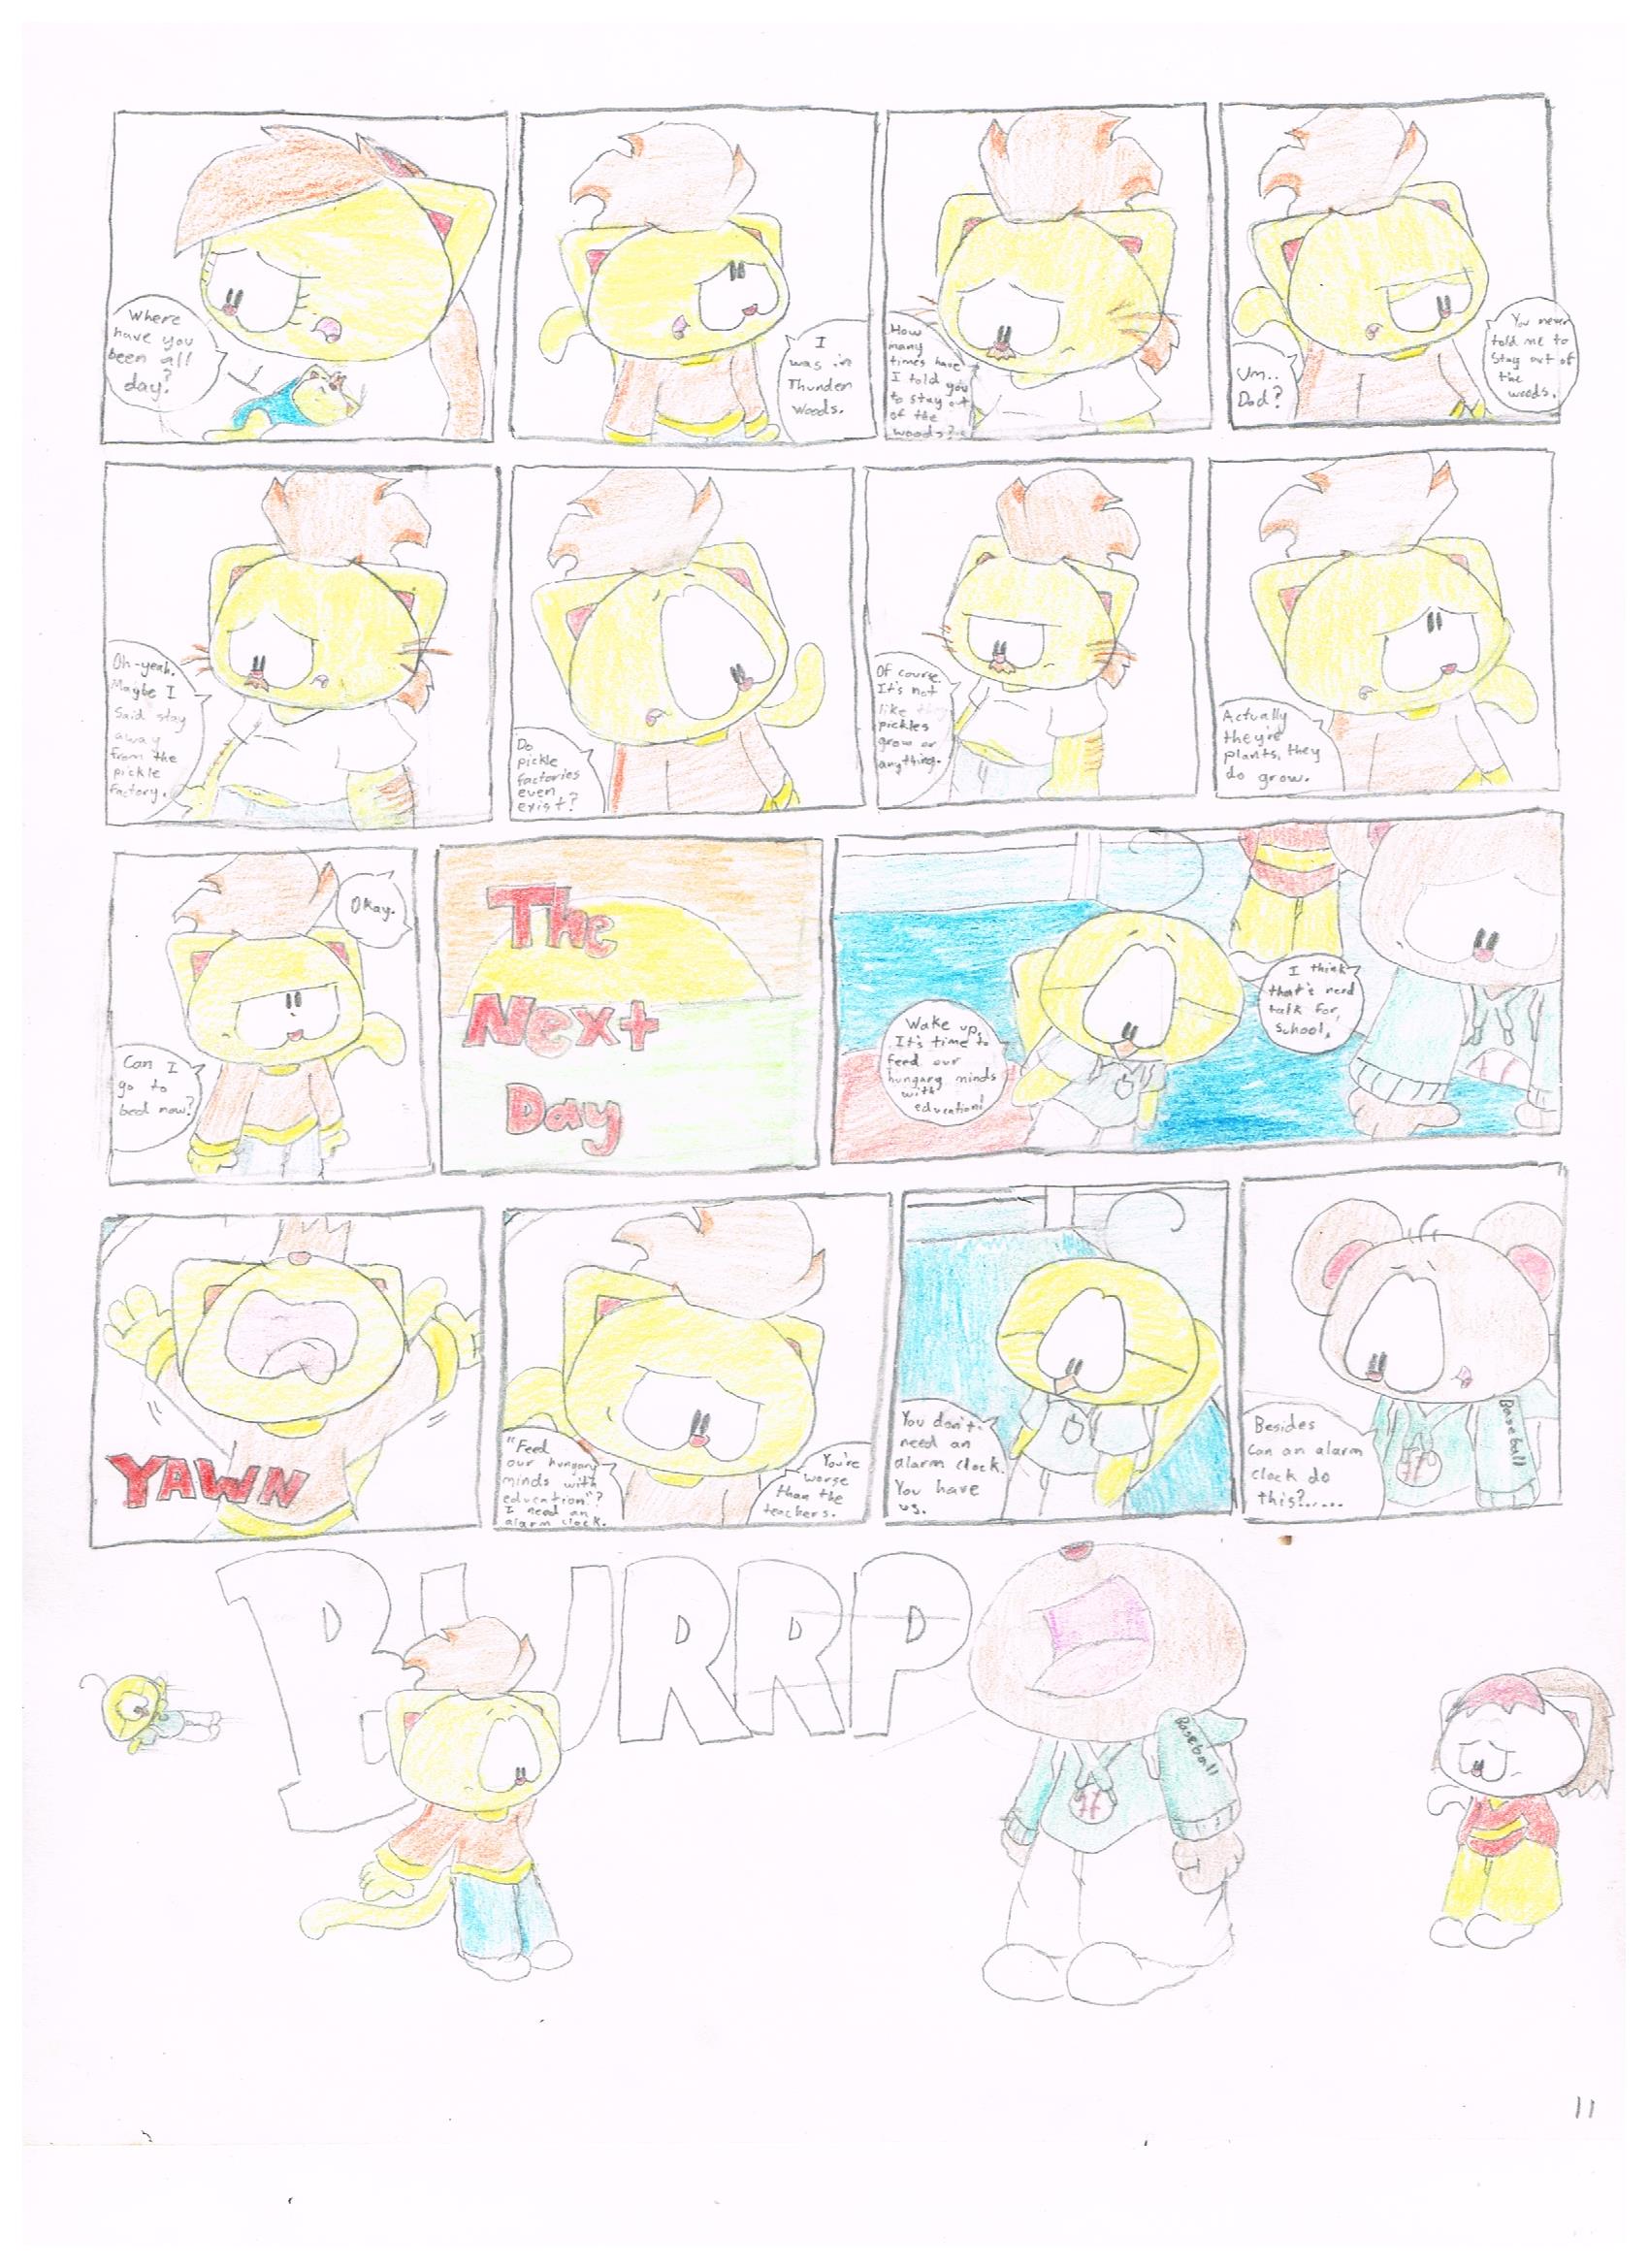 Where
have you
been all
day?
I
was in
Thunder
Woods.
How
many
times have
I told you
to stay out
of the
woods?
Um..
Dad?
You never
told me to
stay out of
the
woods.
Oh-yeah.
Maybe I
said stay
away
from the
pickle
factory.
Do
pickle
factories
even
exist?
Of course.
It's not
like
pickles
grow or
anything.
Actually
they're
plants, they
do grow.
Okay.
Can I
go to
bed now?
The
Next
Day
Wake up,
It's time to
feed our
hungary minds
with
education!
I think
that's nerd
talk for,
school.
YAWN
"Feed
our hungary
minds with
education"?
I need an
alarm clock.
You're
worse
than the
teachers.
You don't
need an
alarm clock.
You have
us.
Besides
can an alarm
clock do
this?.....
Baseball
BURRP
Baseball
11